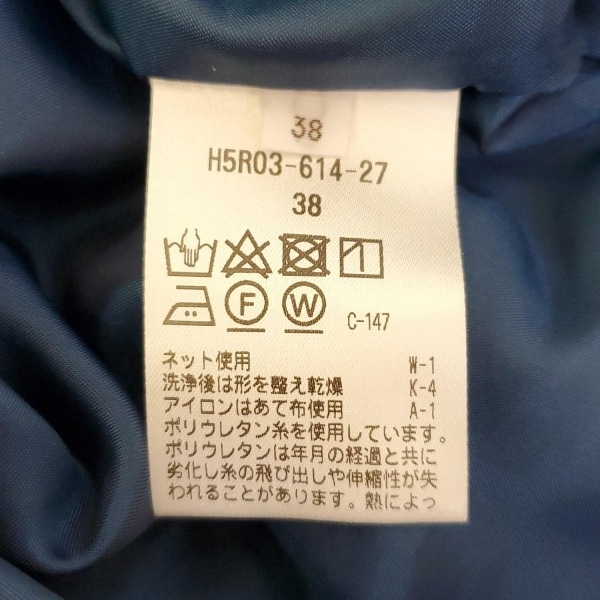 38
H5R03-614-27
38
F W C-147
ネット使用 W-1
洗浄後は形を整え乾燥 K-4
アイロンはあて布使用 A-1
ポリウレタン糸を使用しています。
ポリウレタンは年月の経過と共に
劣化し糸の飛び出しや伸縮性が失
われることがあります。熱によっ